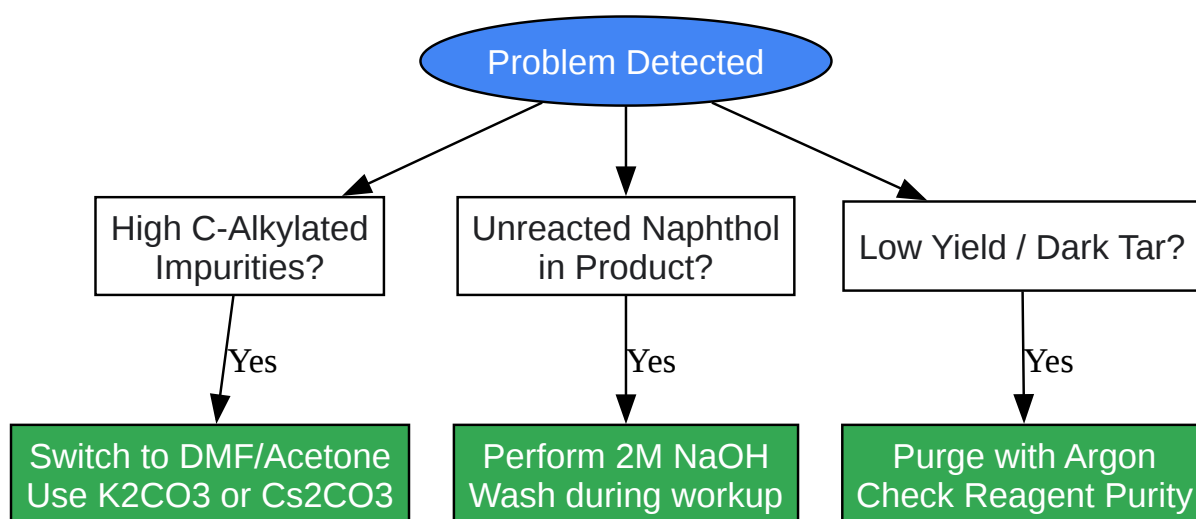 Problem Detected
High C-Alkylated
Impurities?
Unreacted Naphthol
in Product?
Low Yield / Dark Tar?
Yes
Yes
Yes
Switch to DMF/Acetone
Use K2CO3 or Cs2CO3
Perform 2M NaOH
Wash during workup
Purge with Argon
Check Reagent Purity